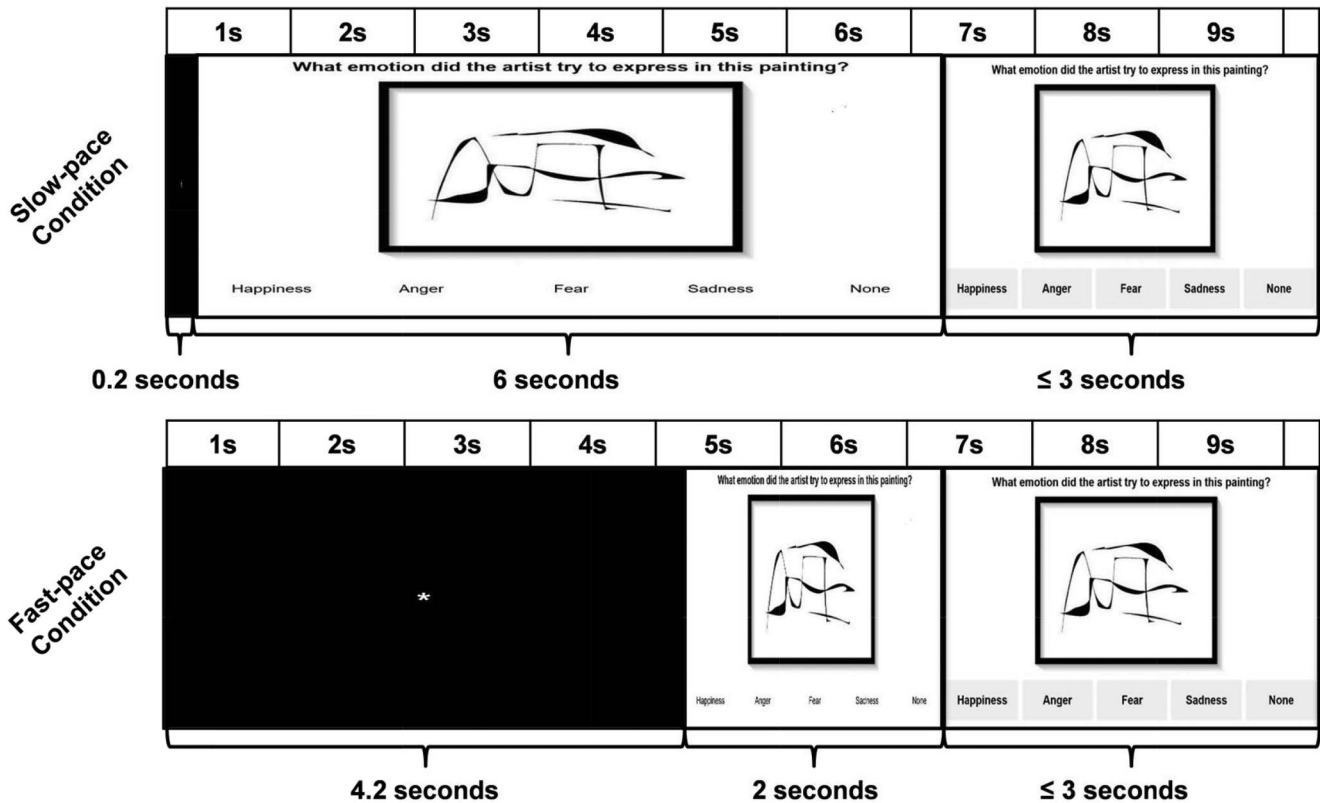 1s 2s 3s 4s 5s 6s 7s 8s 9s
Slow-pace
Condition
What emotion did the artist try to express in this painting?
Happiness Anger Fear Sadness None
What emotion did the artist try to express in this painting?
Happiness Anger Fear Sadness None
0.2 seconds 6 seconds ≤ 3 seconds
1s 2s 3s 4s 5s 6s 7s 8s 9s
Fast-pace
Condition
*
What emotion did the artist try to express in this painting?
Happiness Anger Fear Sadness None
What emotion did the artist try to express in this painting?
Happiness Anger Fear Sadness None
4.2 seconds 2 seconds ≤ 3 seconds